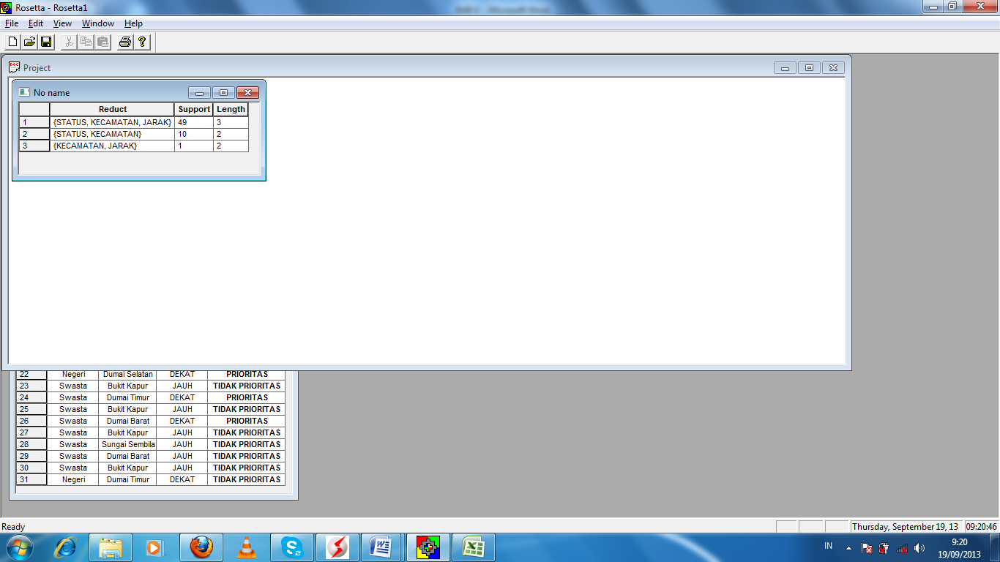 Rosetta - Rosetta1
File Edit View Window Help
Project
No name
Reduct Support Length
1 {STATUS, KECAMATAN, JARAK} 49 3
2 {STATUS, KECAMATAN} 10 2
3 {KECAMATAN, JARAK} 1 2
22 Negeri Dumai Selatan DEKAT PRIORITAS
23 Swasta Bukit Kapur JAUH TIDAK PRIORITAS
24 Swasta Dumai Timur DEKAT PRIORITAS
25 Swasta Bukit Kapur JAUH TIDAK PRIORITAS
26 Swasta Dumai Barat DEKAT PRIORITAS
27 Swasta Bukit Kapur JAUH TIDAK PRIORITAS
28 Swasta Sungai Sembila JAUH TIDAK PRIORITAS
29 Swasta Dumai Barat JAUH TIDAK PRIORITAS
30 Swasta Bukit Kapur JAUH TIDAK PRIORITAS
31 Negeri Dumai Timur DEKAT TIDAK PRIORITAS
Ready Thursday, September 19, 13 09:20:46
IN 9:20
19/09/2013